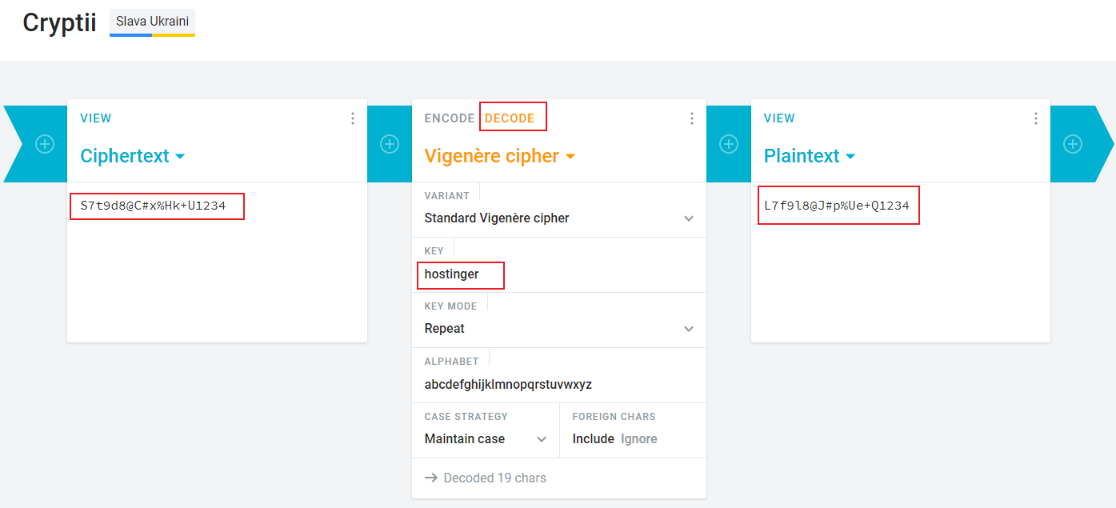 Cryptii
Slava Ukraini
VIEW
Ciphertext
S7t9d8@C#x%Hk+U1234
ENCODE DECODE
Vigenère cipher
VARIANT
Standard Vigenère cipher
KEY
hostinger
KEY MODE
Repeat
ALPHABET
abcdefghijklmnopqrstuvwxyz
CASE STRATEGY
Maintain case
FOREIGN CHARS
Include Ignore
→ Decoded 19 chars
VIEW
Plaintext
L7f9l8@J#p%Ue+Q1234